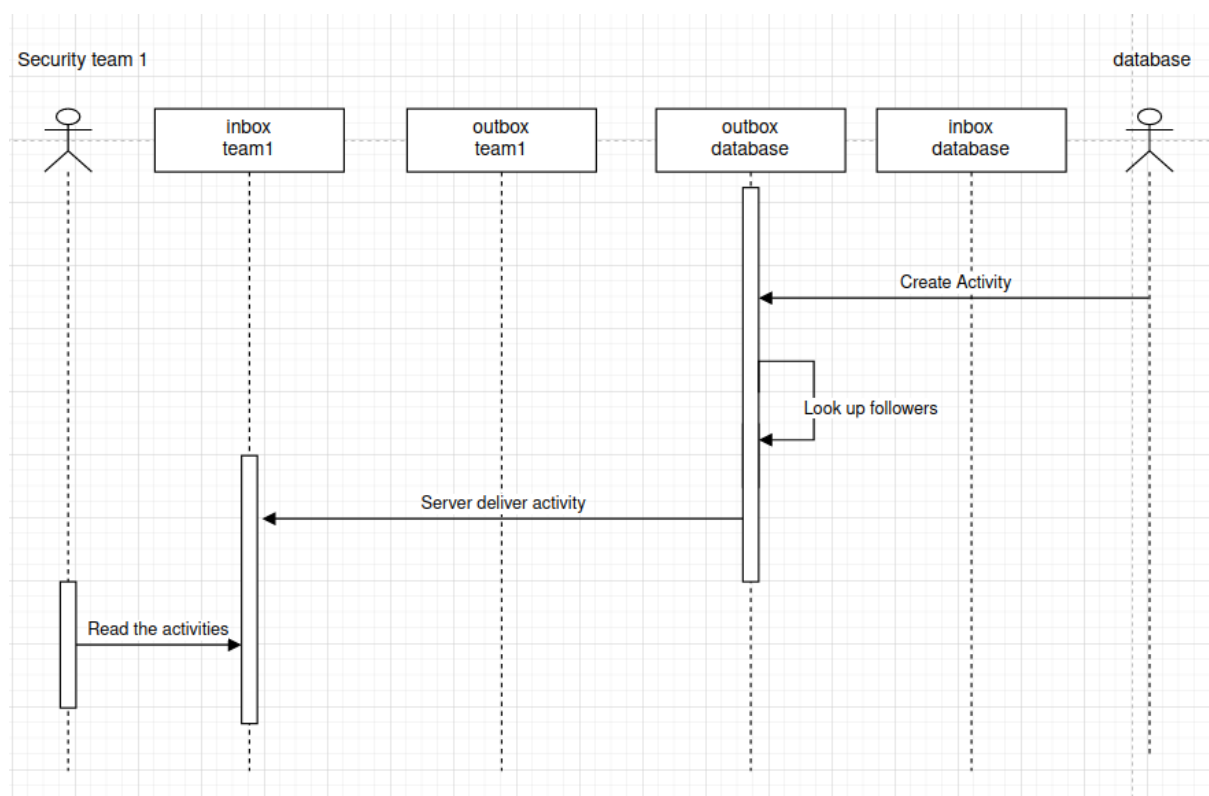 Security team 1
database
inbox
team1
outbox
team1
outbox
database
inbox
database
Create Activity
Look up followers
Server deliver activity
Read the activities